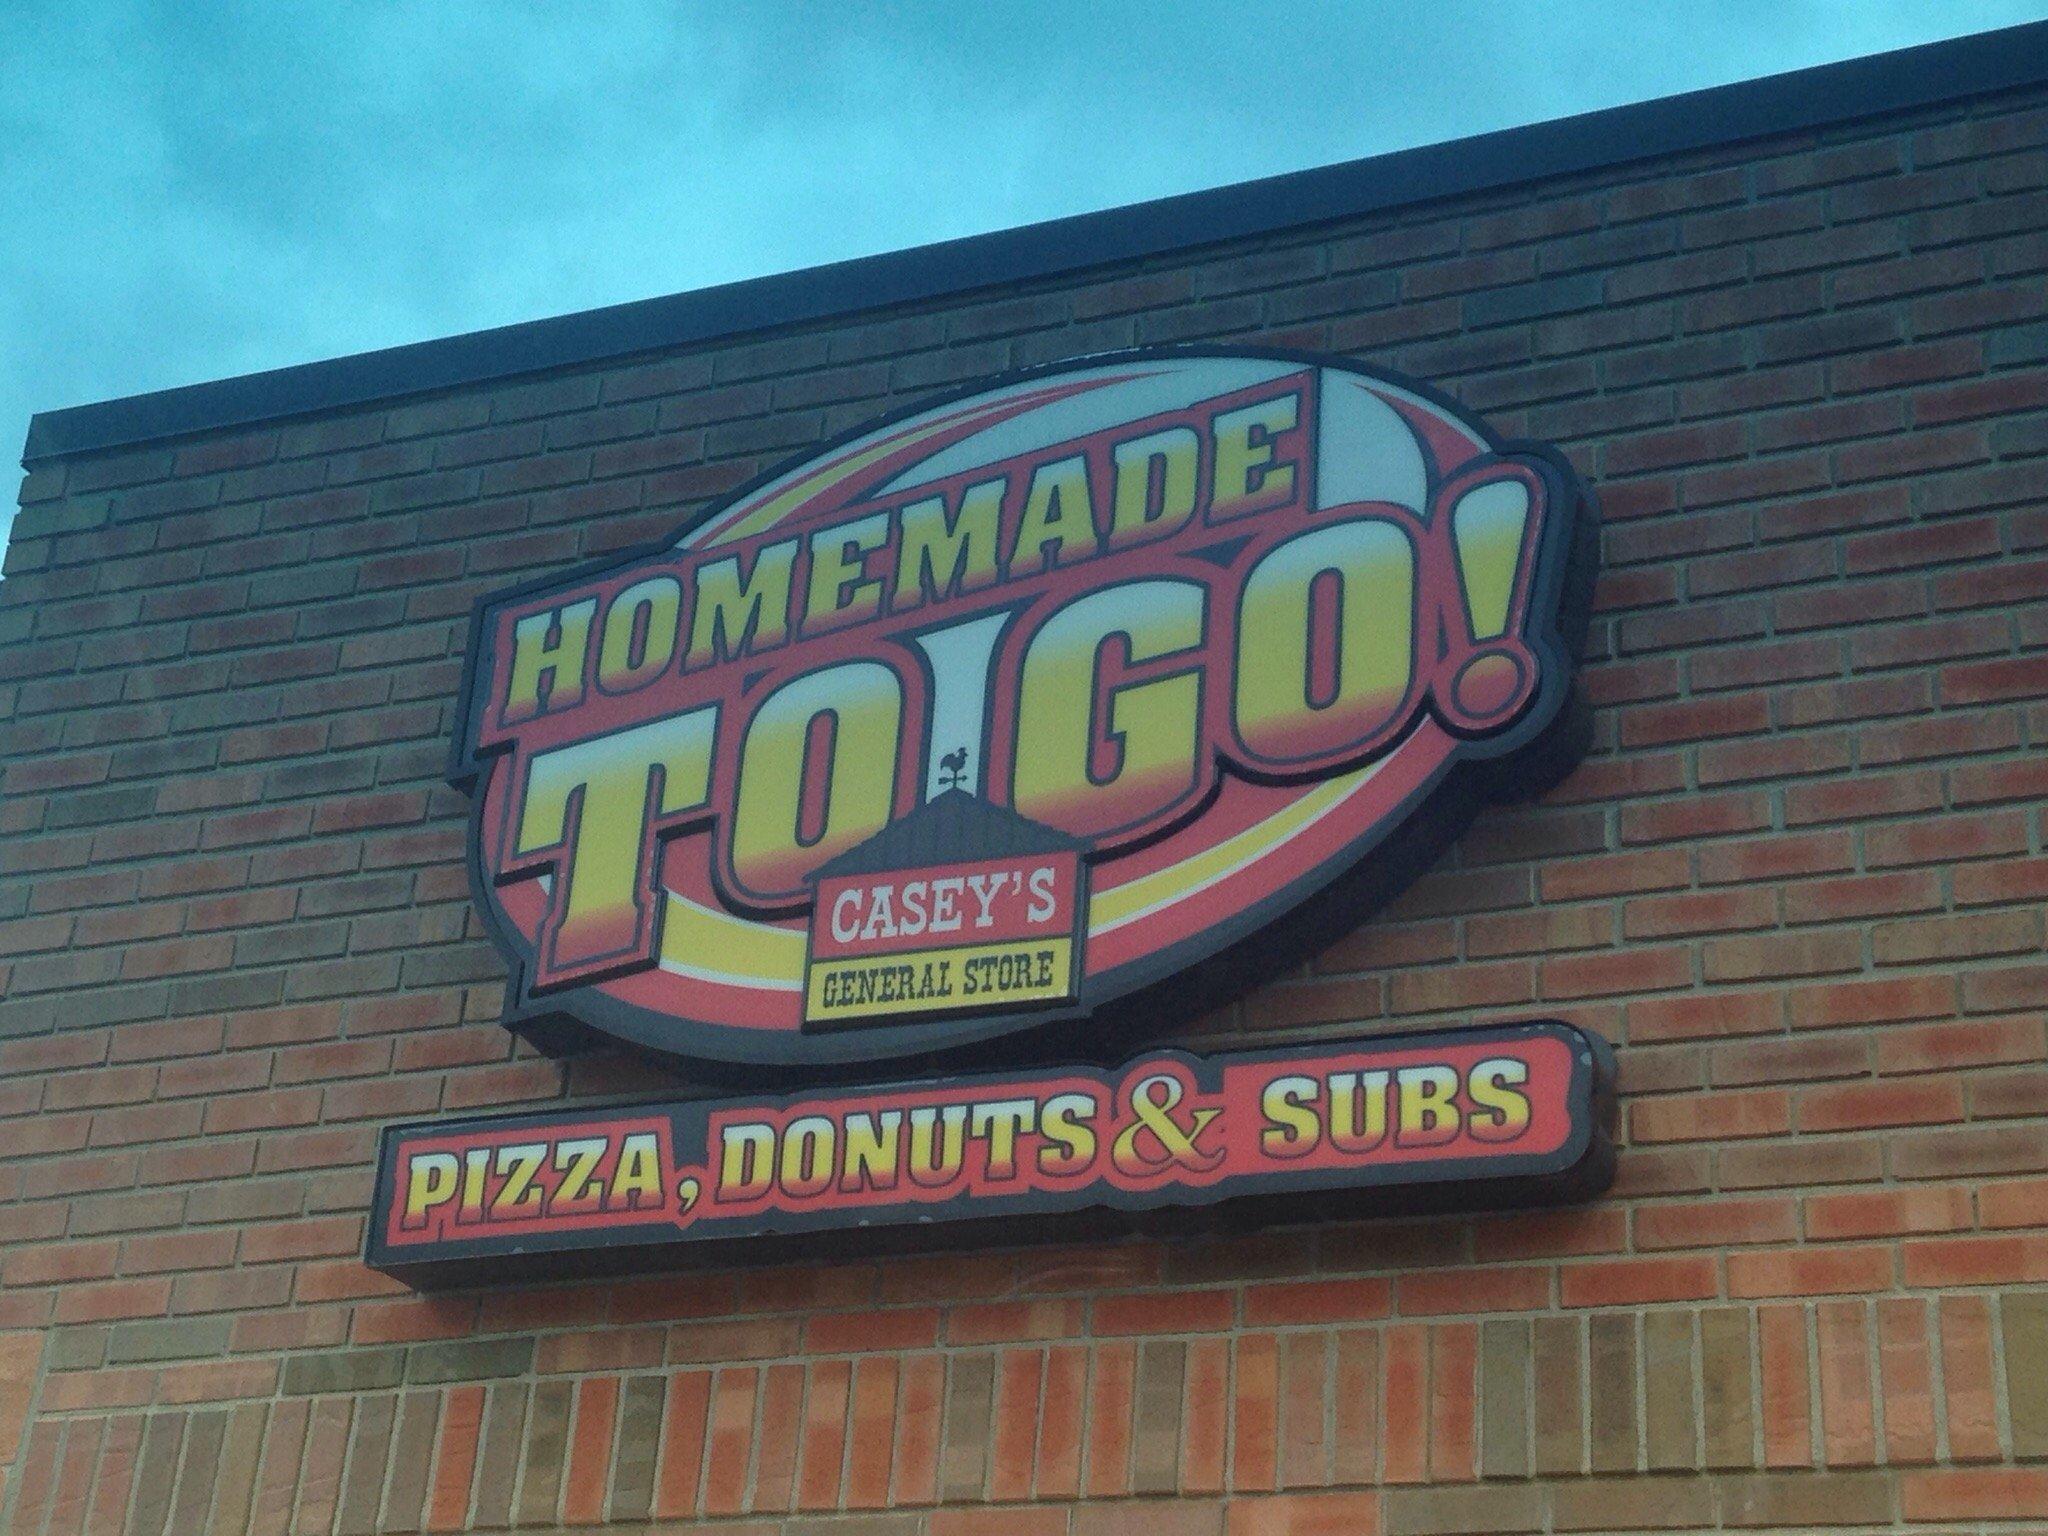 HOMEMADE
TO GO!
CASEY'S
GENERAL STORE
PIZZA, DONUTS & SUBS